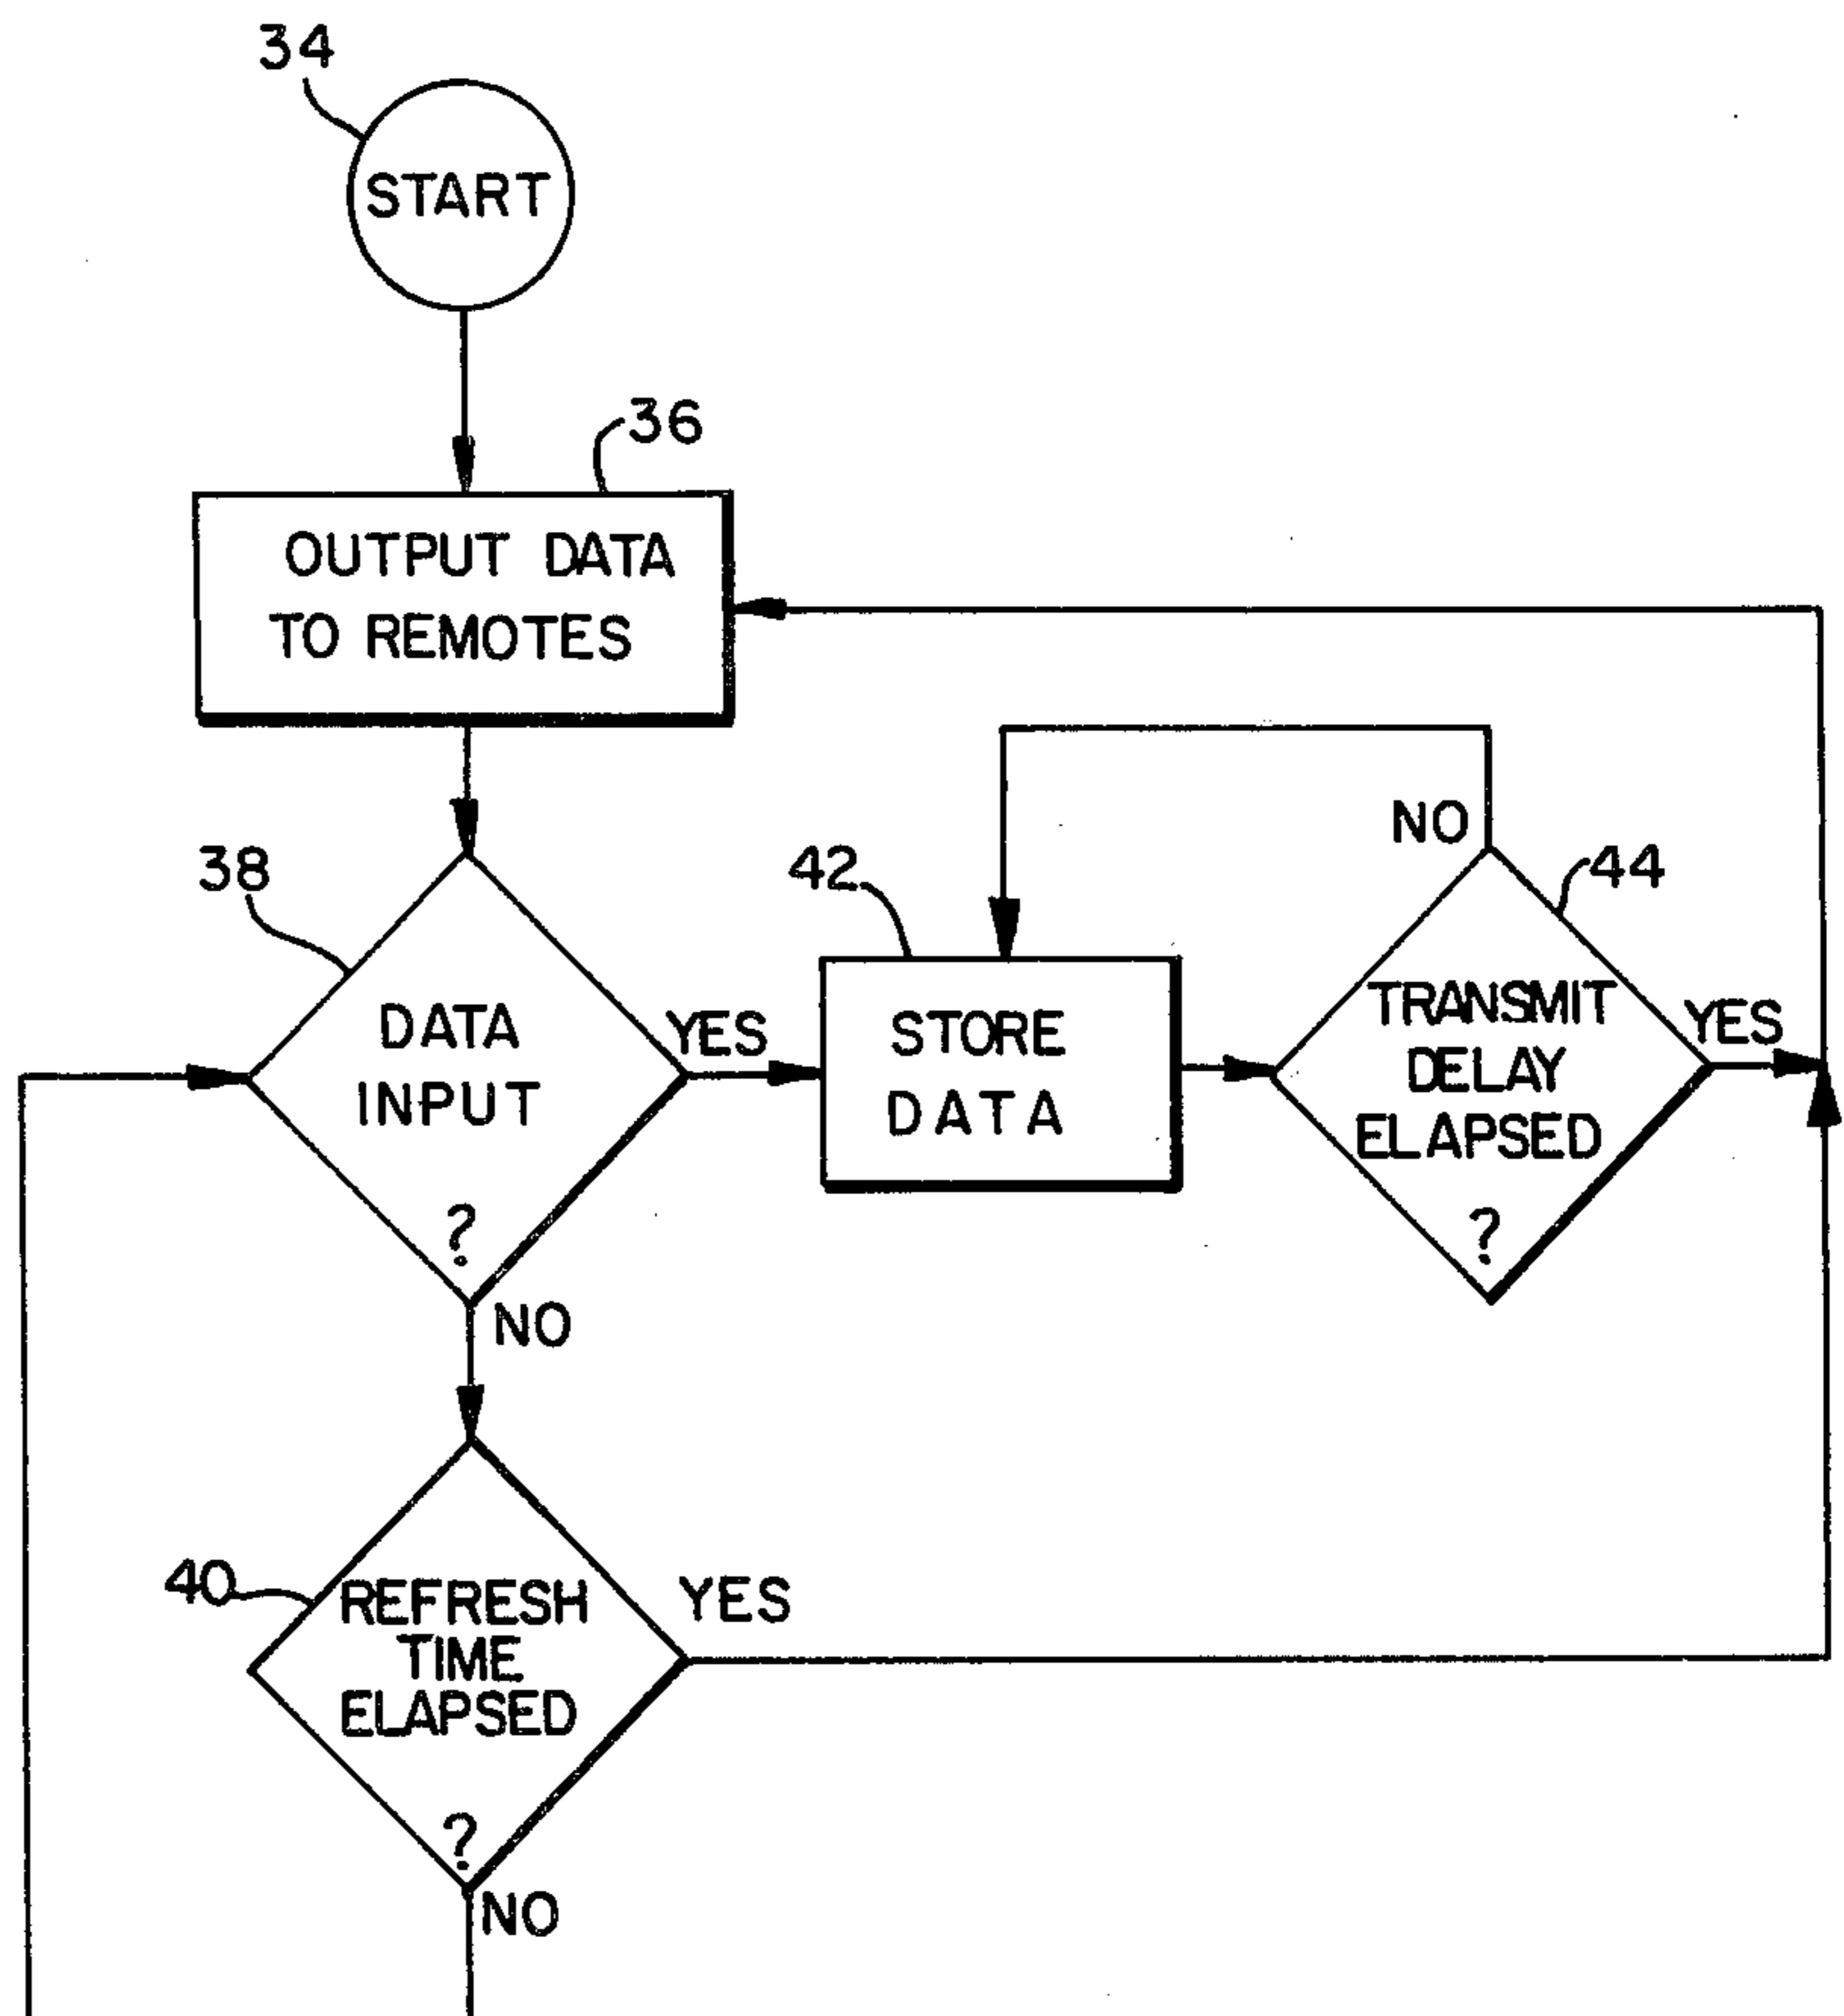 34
START
36
OUTPUT DATA
TO REMOTES
38
DATA
INPUT
?
YES
NO
42
STORE
DATA
NO
44
TRANSMIT
DELAY
ELAPSED
?
YES
40
REFRESH
TIME
ELAPSED
?
YES
NO